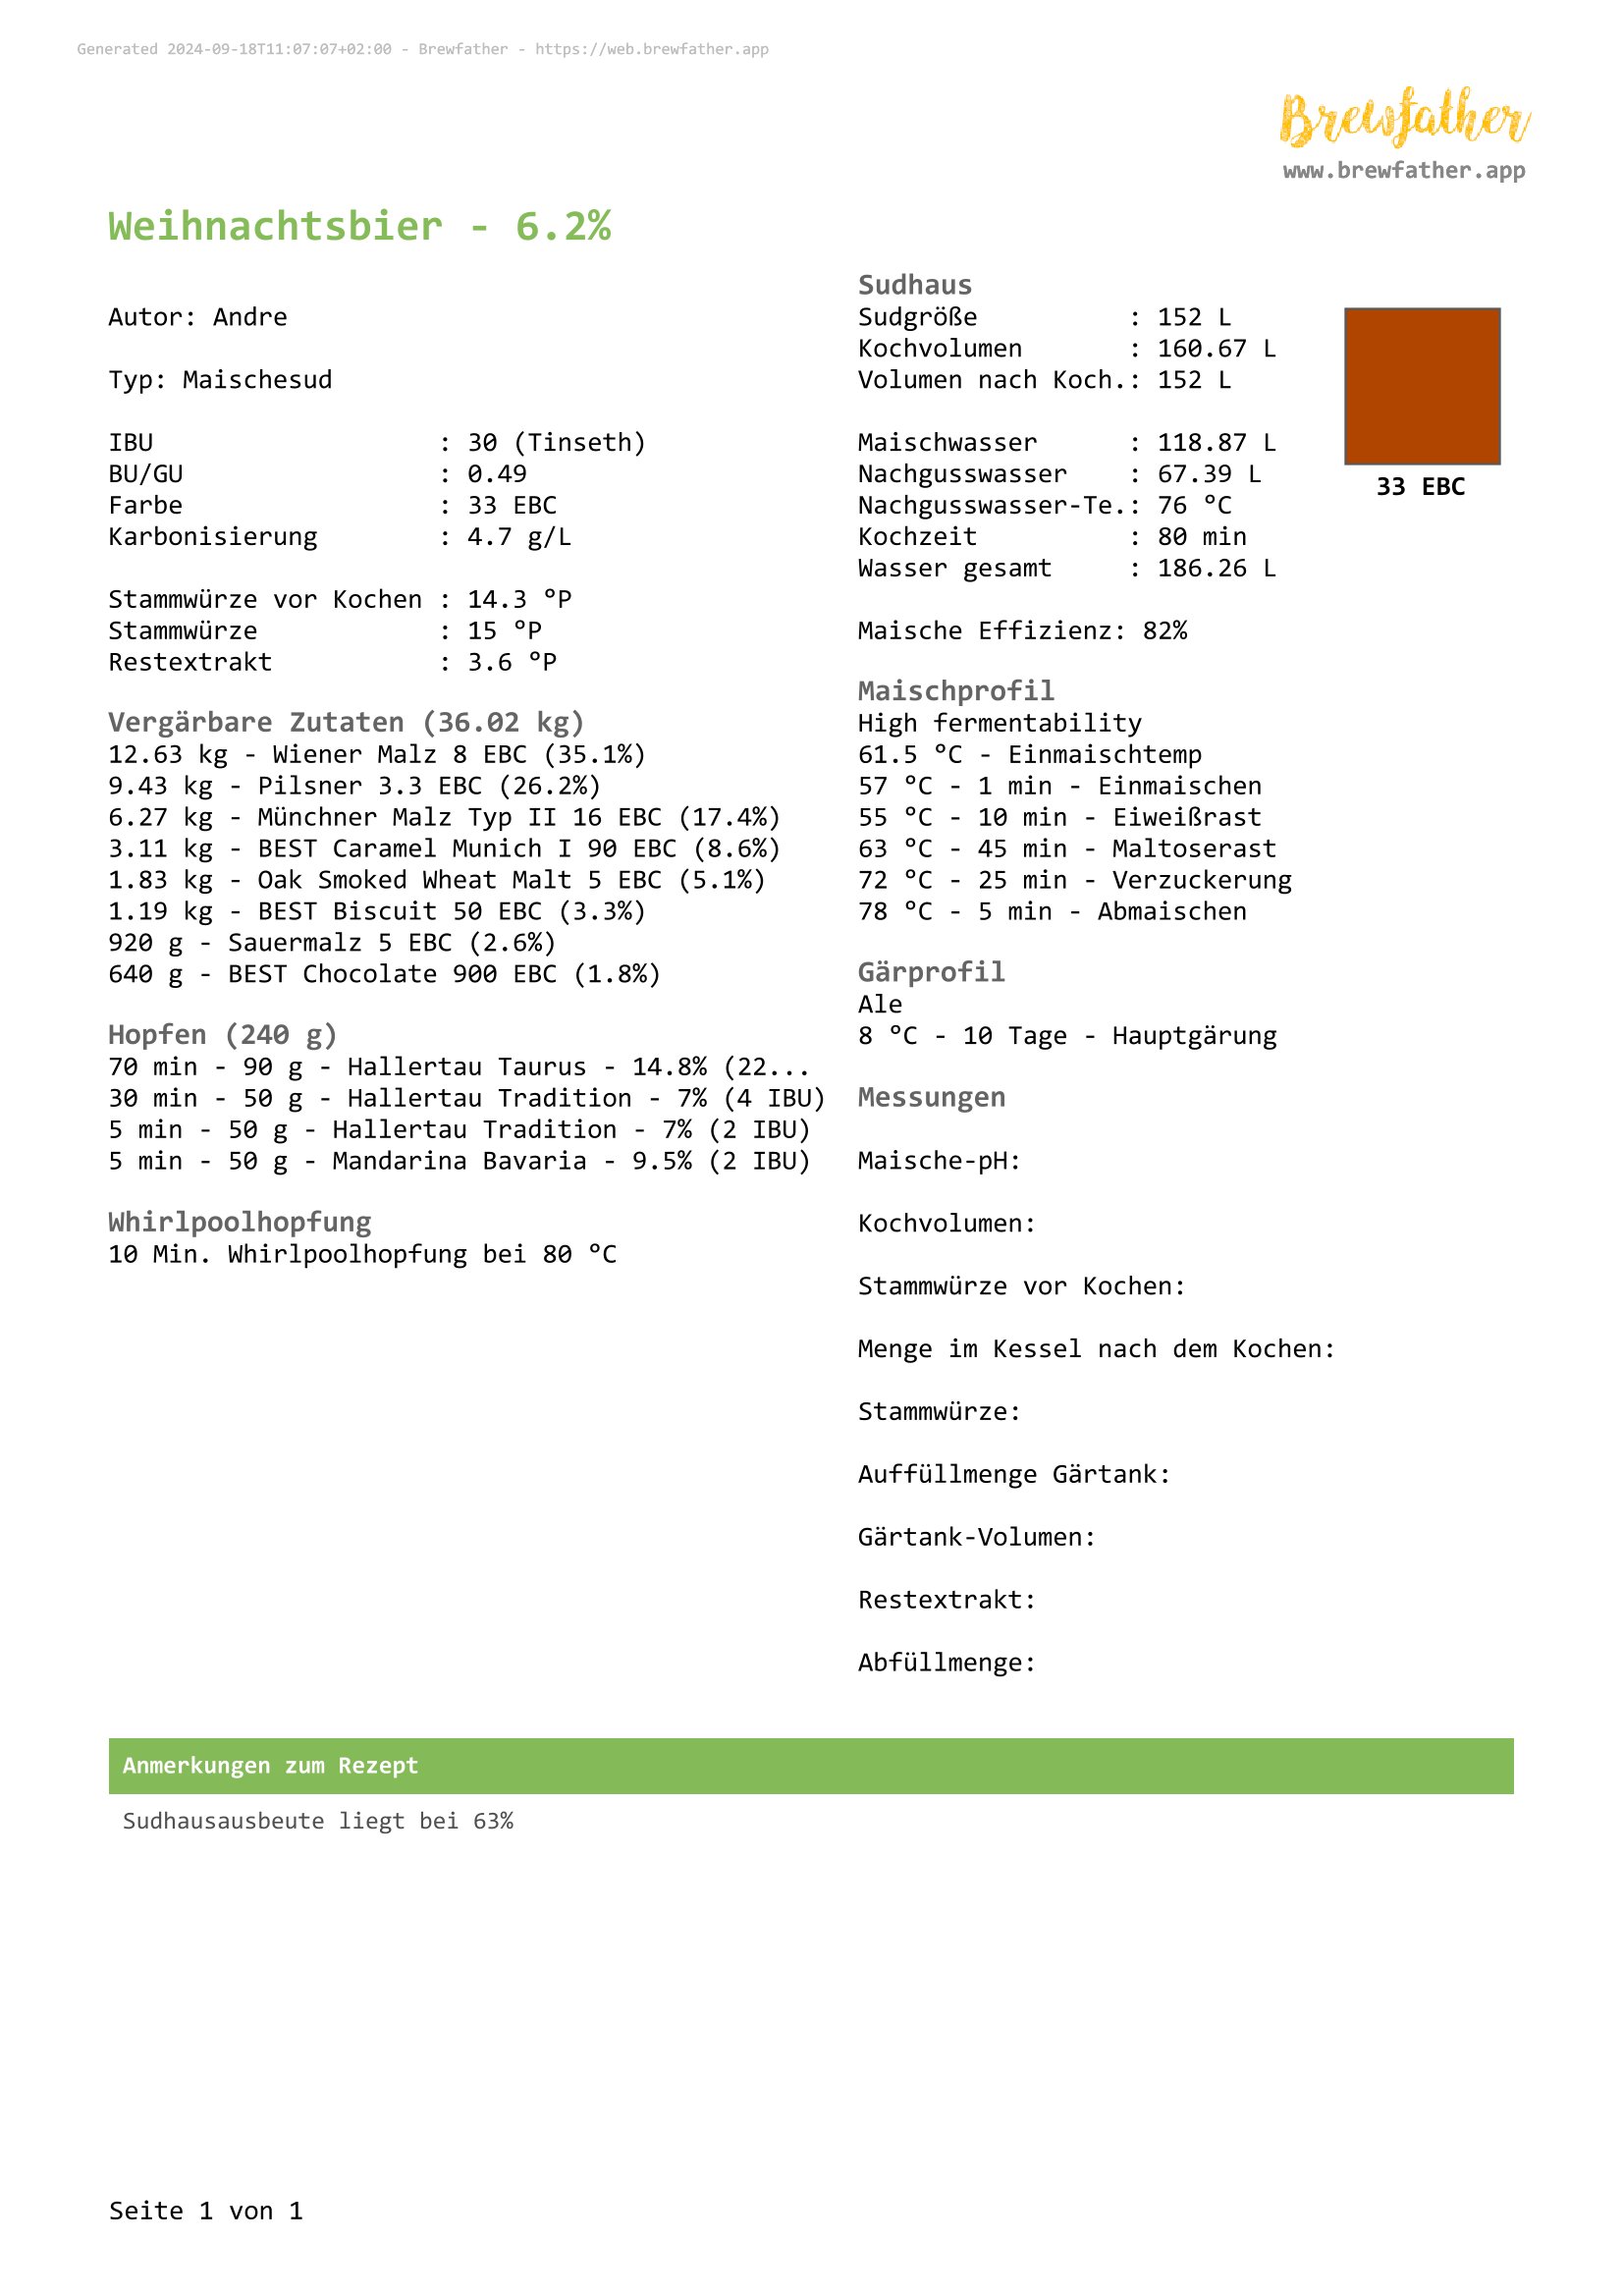 Generated 2024-09-18T11:07:07+02:00 - Brewfather - https://web.brewfather.app
Brewfather
www.brewfather.app
Weihnachtsbier - 6.2%
Autor: Andre
Typ: Maischesud
IBU : 30 (Tinseth)
BU/GU : 0.49
Farbe : 33 EBC
Karbonisierung : 4.7 g/L
Stammwürze vor Kochen : 14.3 °P
Stammwürze : 15 °P
Restextrakt : 3.6 °P
Vergärbare Zutaten (36.02 kg)
12.63 kg - Wiener Malz 8 EBC (35.1%)
9.43 kg - Pilsner 3.3 EBC (26.2%)
6.27 kg - Münchner Malz Typ II 16 EBC (17.4%)
3.11 kg - BEST Caramel Munich I 90 EBC (8.6%)
1.83 kg - Oak Smoked Wheat Malt 5 EBC (5.1%)
1.19 kg - BEST Biscuit 50 EBC (3.3%)
920 g - Sauermalz 5 EBC (2.6%)
640 g - BEST Chocolate 900 EBC (1.8%)
Hopfen (240 g)
70 min - 90 g - Hallertau Taurus - 14.8% (22...
30 min - 50 g - Hallertau Tradition - 7% (4 IBU)
5 min - 50 g - Hallertau Tradition - 7% (2 IBU)
5 min - 50 g - Mandarina Bavaria - 9.5% (2 IBU)
Whirlpoolhopfung
10 Min. Whirlpoolhopfung bei 80 °C
Sudhaus
Sudgröße : 152 L
Kochvolumen : 160.67 L
Volumen nach Koch.: 152 L
Maischwasser : 118.87 L
Nachgusswasser : 67.39 L
Nachgusswasser-Te.: 76 °C
Kochzeit : 80 min
Wasser gesamt : 186.26 L
33 EBC
Maische Effizienz: 82%
Maischprofil
High fermentability
61.5 °C - Einmaischtemp
57 °C - 1 min - Einmaischen
55 °C - 10 min - Eiweißrast
63 °C - 45 min - Maltoserast
72 °C - 25 min - Verzuckerung
78 °C - 5 min - Abmaischen
Gärprofil
Ale
8 °C - 10 Tage - Hauptgärung
Messungen
Maische-pH:
Kochvolumen:
Stammwürze vor Kochen:
Menge im Kessel nach dem Kochen:
Stammwürze:
Auffüllmenge Gärtank:
Gärtank-Volumen:
Restextrakt:
Abfüllmenge:
Anmerkungen zum Rezept
Sudhausausbeute liegt bei 63%
Seite 1 von 1